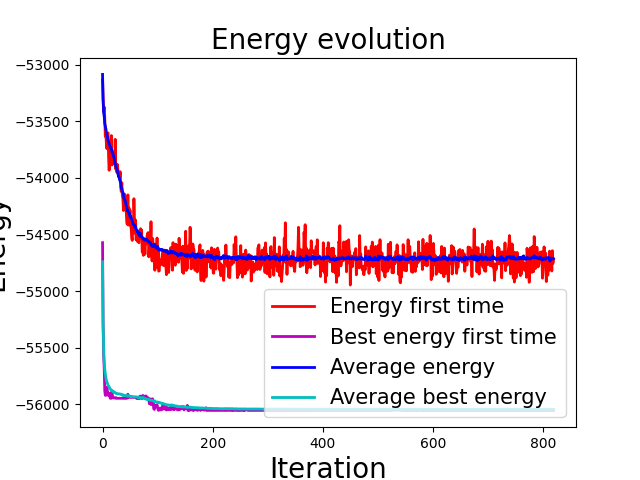 Energy evolution
−53000
−53500
−54000
−54500
−55000
−55500
−56000
Energy first time
Best energy first time
Average energy
Average best energy
0
200
400
600
800
Iteration